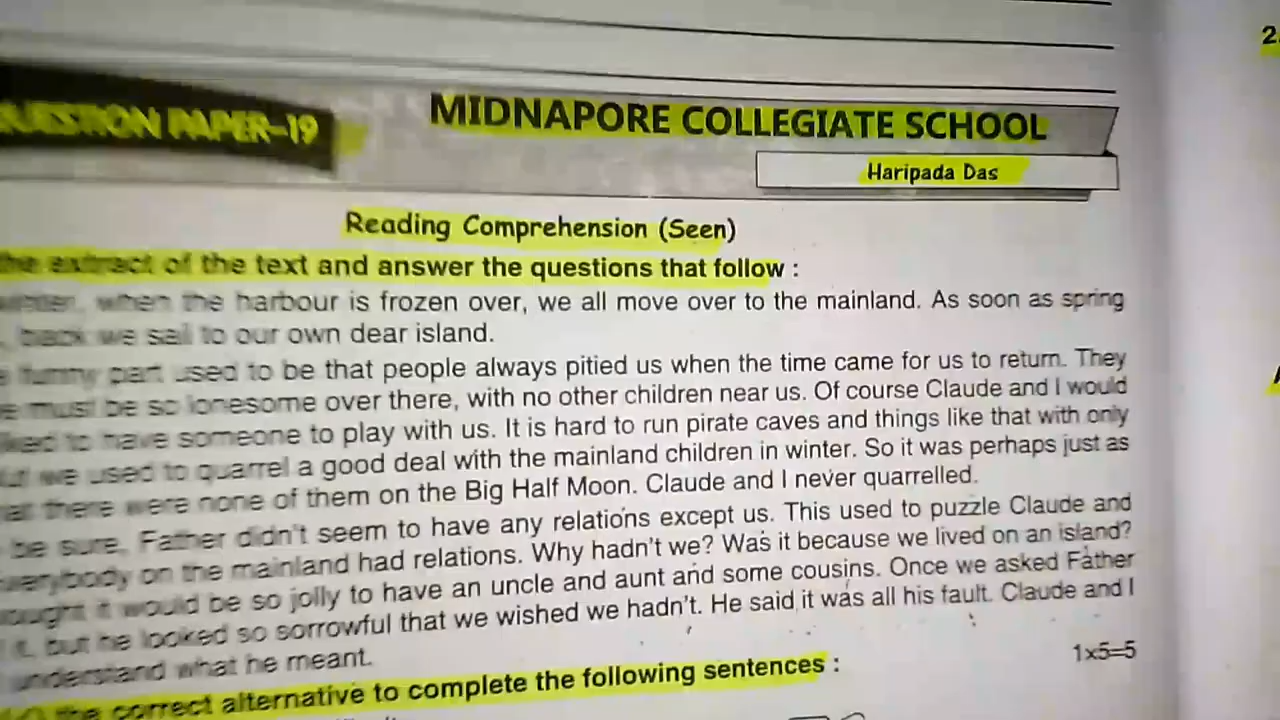 2.
QUESTION PAPER-19
MIDNAPORE COLLEGIATE SCHOOL
Haripada Das
Reading Comprehension (Seen)
the extract of the text and answer the questions that follow :
winter, when the harbour is frozen over, we all move over to the mainland. As soon as spring
back we sail to our own dear island.
funny part used to be that people always pitied us when the time came for us to return. They
must be so lonesome over there, with no other children near us. Of course Claude and I would
liked to have someone to play with us. It is hard to run pirate caves and things like that with only
we used to quarrel a good deal with the mainland children in winter. So it was perhaps just as
there were none of them on the Big Half Moon. Claude and I never quarrelled.
be sure, Father didn't seem to have any relations except us. This used to puzzle Claude and
Everybody on the mainland had relations. Why hadn't we? Was it because we lived on an island?
thought it would be so jolly to have an uncle and aunt and some cousins. Once we asked Father
it, but he looked so sorrowful that we wished we hadn't. He said it was all his fault. Claude and I
understand what he meant.
1x5=5
the correct alternative to complete the following sentences :